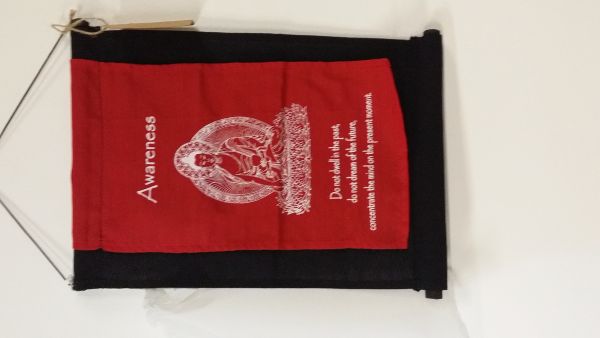 Awareness
Do not dwell in the past,
do not dream of the future,
concentrate the mind on the present moment.